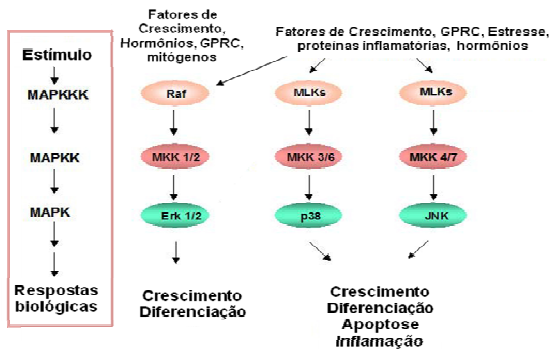 Fatores de
Crescimento,
Hormônios, GPRC,
mitógenos
Fatores de Crescimento, GPRC, Estresse,
proteinas inflamatórias, hormônios
Estímulo
MAPKKK
MAPKK
MAPK
Respostas
biológicas
Raf
MLKs
MLKs
MKK 1/2
MKK 3/6
MKK 4/7
Erk 1/2
p38
JNK
Crescimento
Diferenciação
Crescimento
Diferenciação
Apoptose
Inflamação